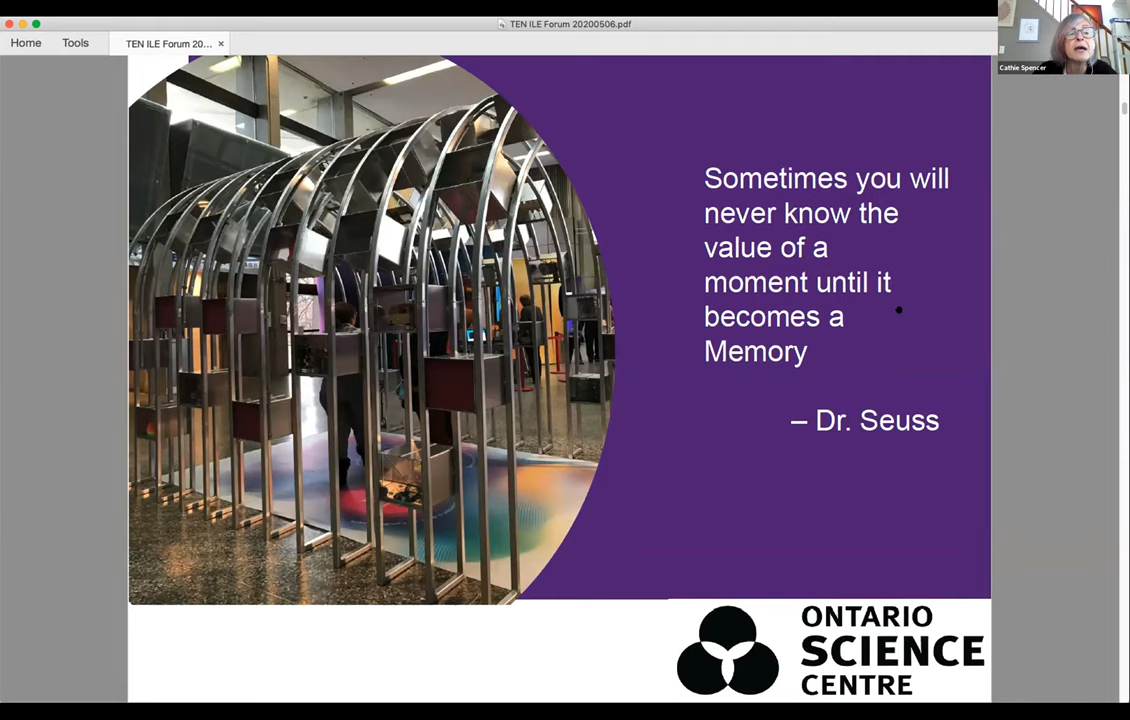 TEN ILE Forum 20200506.pdf
Home
Tools
TEN ILE Forum 20...
×
Cathie Spencer
Sometimes you will
never know the
value of a
moment until it
becomes a
Memory
– Dr. Seuss
ONTARIO
SCIENCE
CENTRE